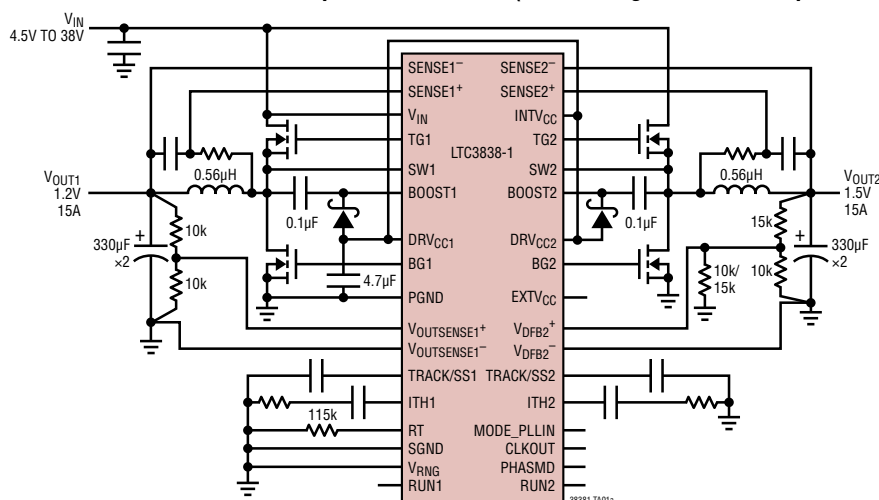 VIN
4.5V TO 38V
SENSE1–
SENSE1+
VIN
TG1
SW1
BOOST1
DRVCC1
BG1
PGND
VOUTSENSE1+
VOUTSENSE1–
TRACK/SS1
ITH1
RT
SGND
VRNG
RUN1
LTC3838-1
SENSE2–
SENSE2+
INTVCC
TG2
SW2
BOOST2
DRVCC2
BG2
EXTVCC
VDFB2+
VDFB2–
TRACK/SS2
ITH2
MODE_PLLIN
CLKOUT
PHASMD
RUN2
VOUT1
1.2V
15A
0.56µH
0.1µF
10k
10k
330µF
×2
+
4.7µF
115k
0.56µH
0.1µF
VOUT2
1.5V
15A
15k
10k
10k/
15k
+
330µF
×2
38381 TA01a